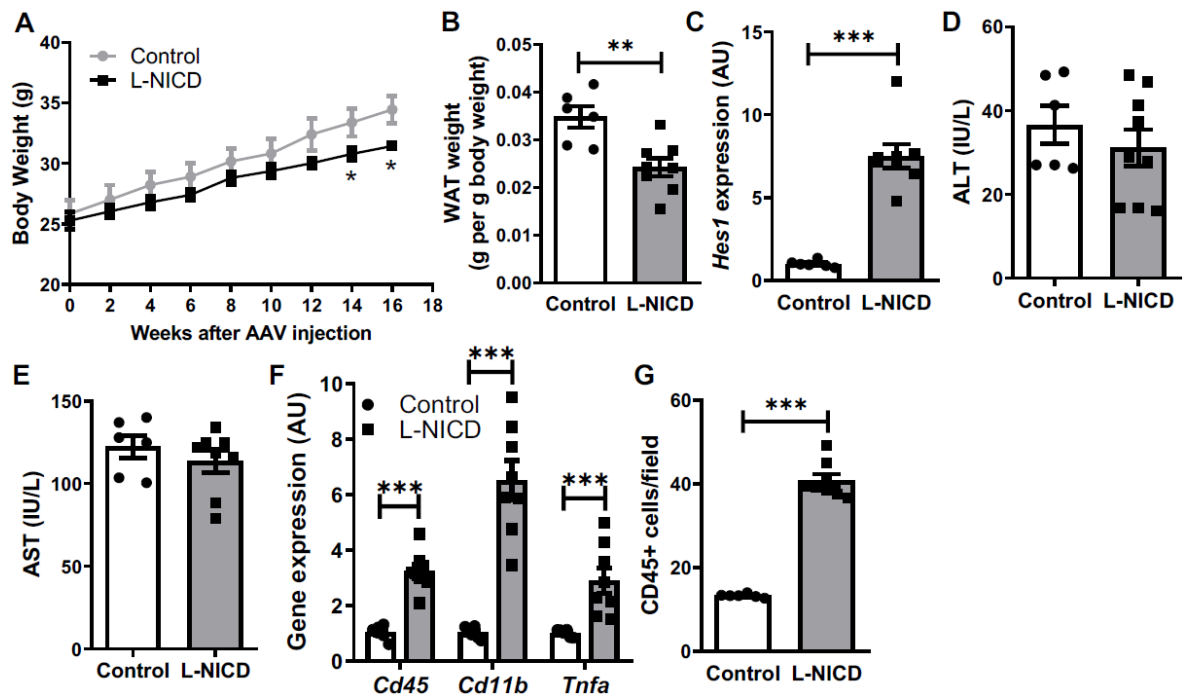 A
Control
L-NICD
Body Weight (g)
40
35
30
25
20
0 2 4 6 8 10 12 14 16 18
* *
Weeks after AAV injection
B
**
WAT weight
(g per g body weight)
0.05
0.04
0.03
0.02
0.01
0.00
Control L-NICD
C
***
Hes1 expression (AU)
15
10
5
0
Control L-NICD
D
ALT (IU/L)
60
40
20
0
Control L-NICD
E
AST (IU/L)
150
100
50
0
Control L-NICD
F
Control
L-NICD
*** *** ***
Gene expression (AU)
10
8
6
4
2
0
Cd45 Cd11b Tnfa
G
***
CD45+ cells/field
60
40
20
0
Control L-NICD